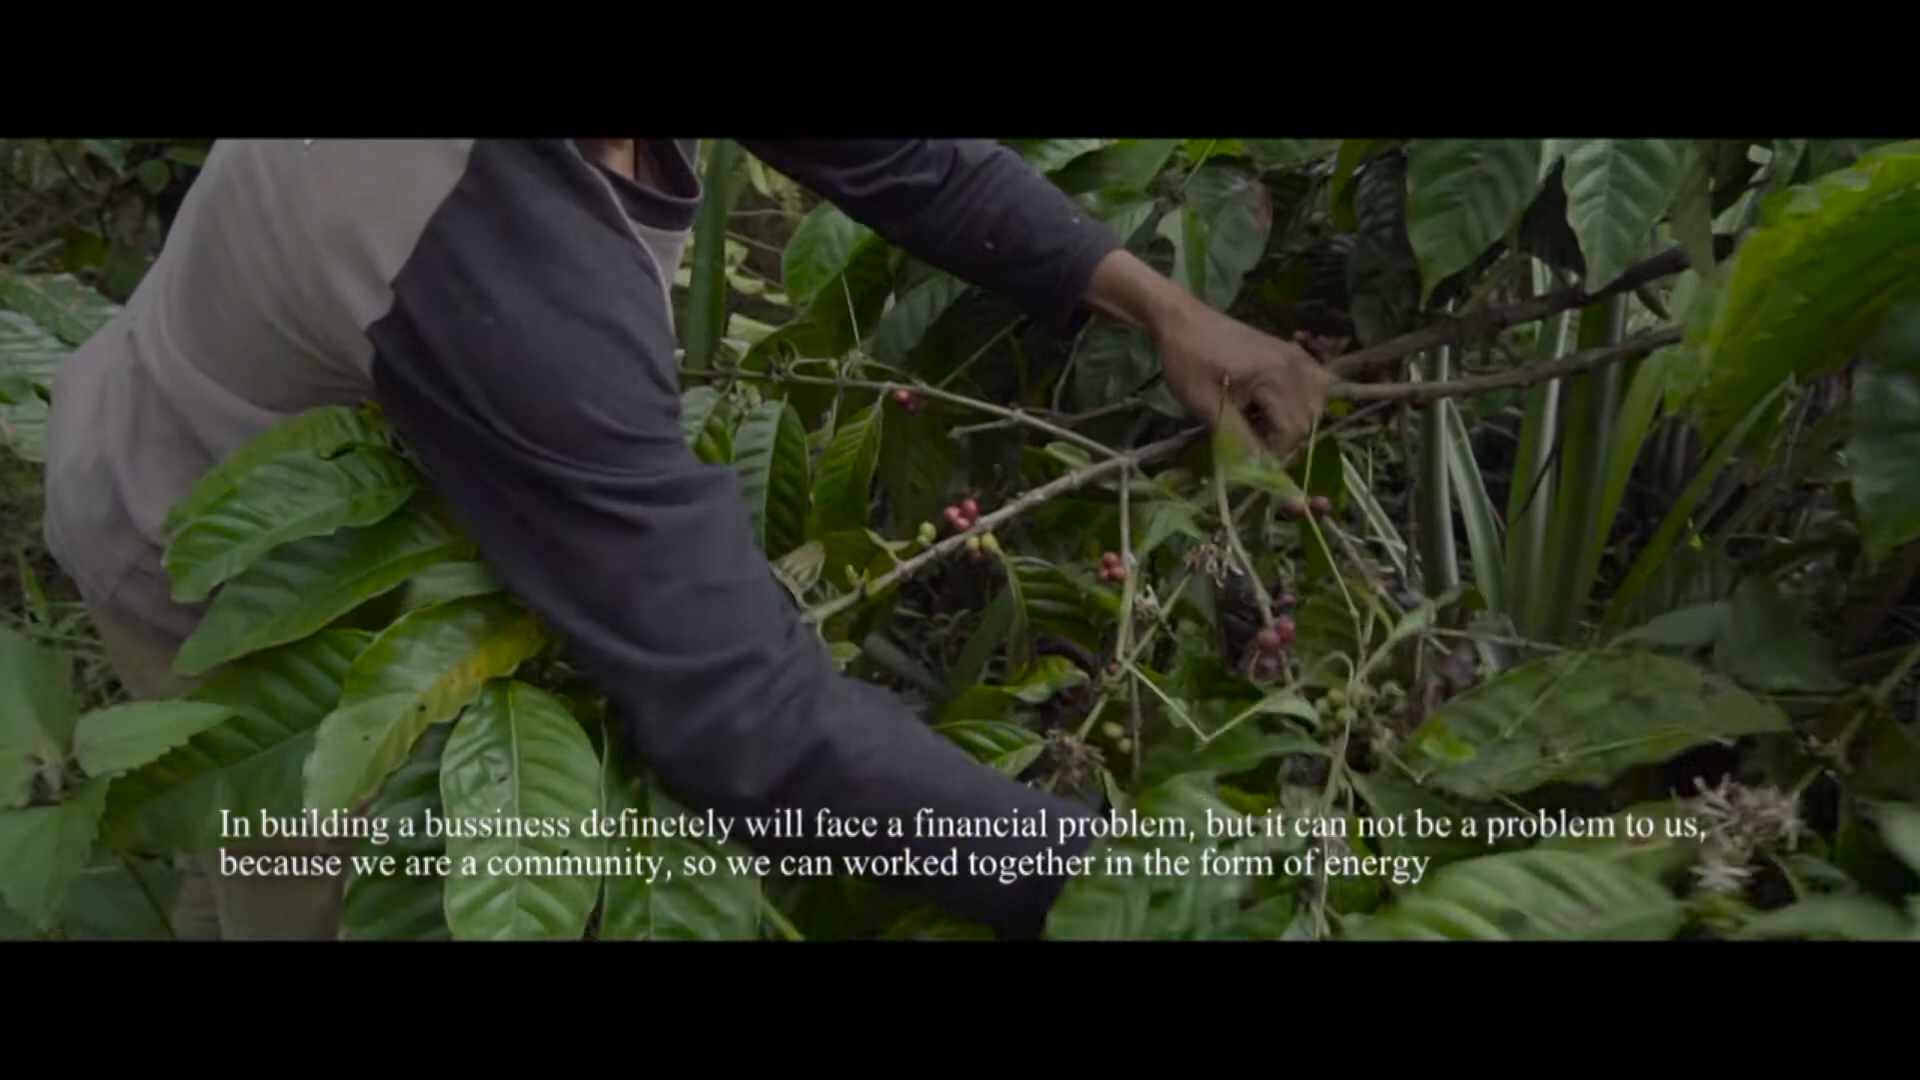 In building a bussiness definetely will face a financial problem, but it can not be a problem to us,
because we are a community, so we can worked together in the form of energy